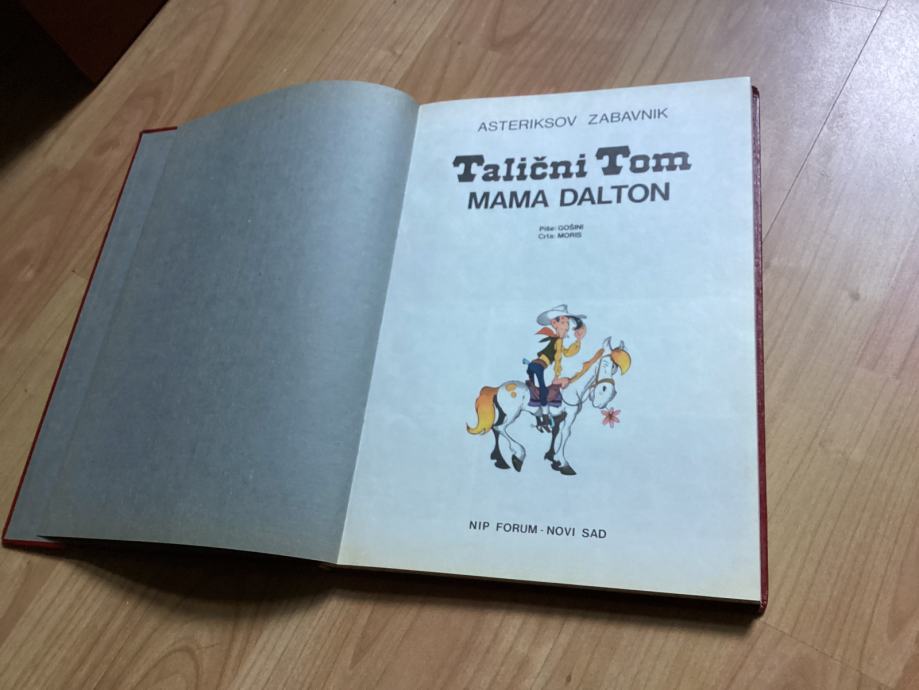 ASTERIKSOV ZABAVNIK
Talični Tom
MAMA DALTON
Piše: GOŠINI
Crta: MORIS
NIP FORUM - NOVI SAD